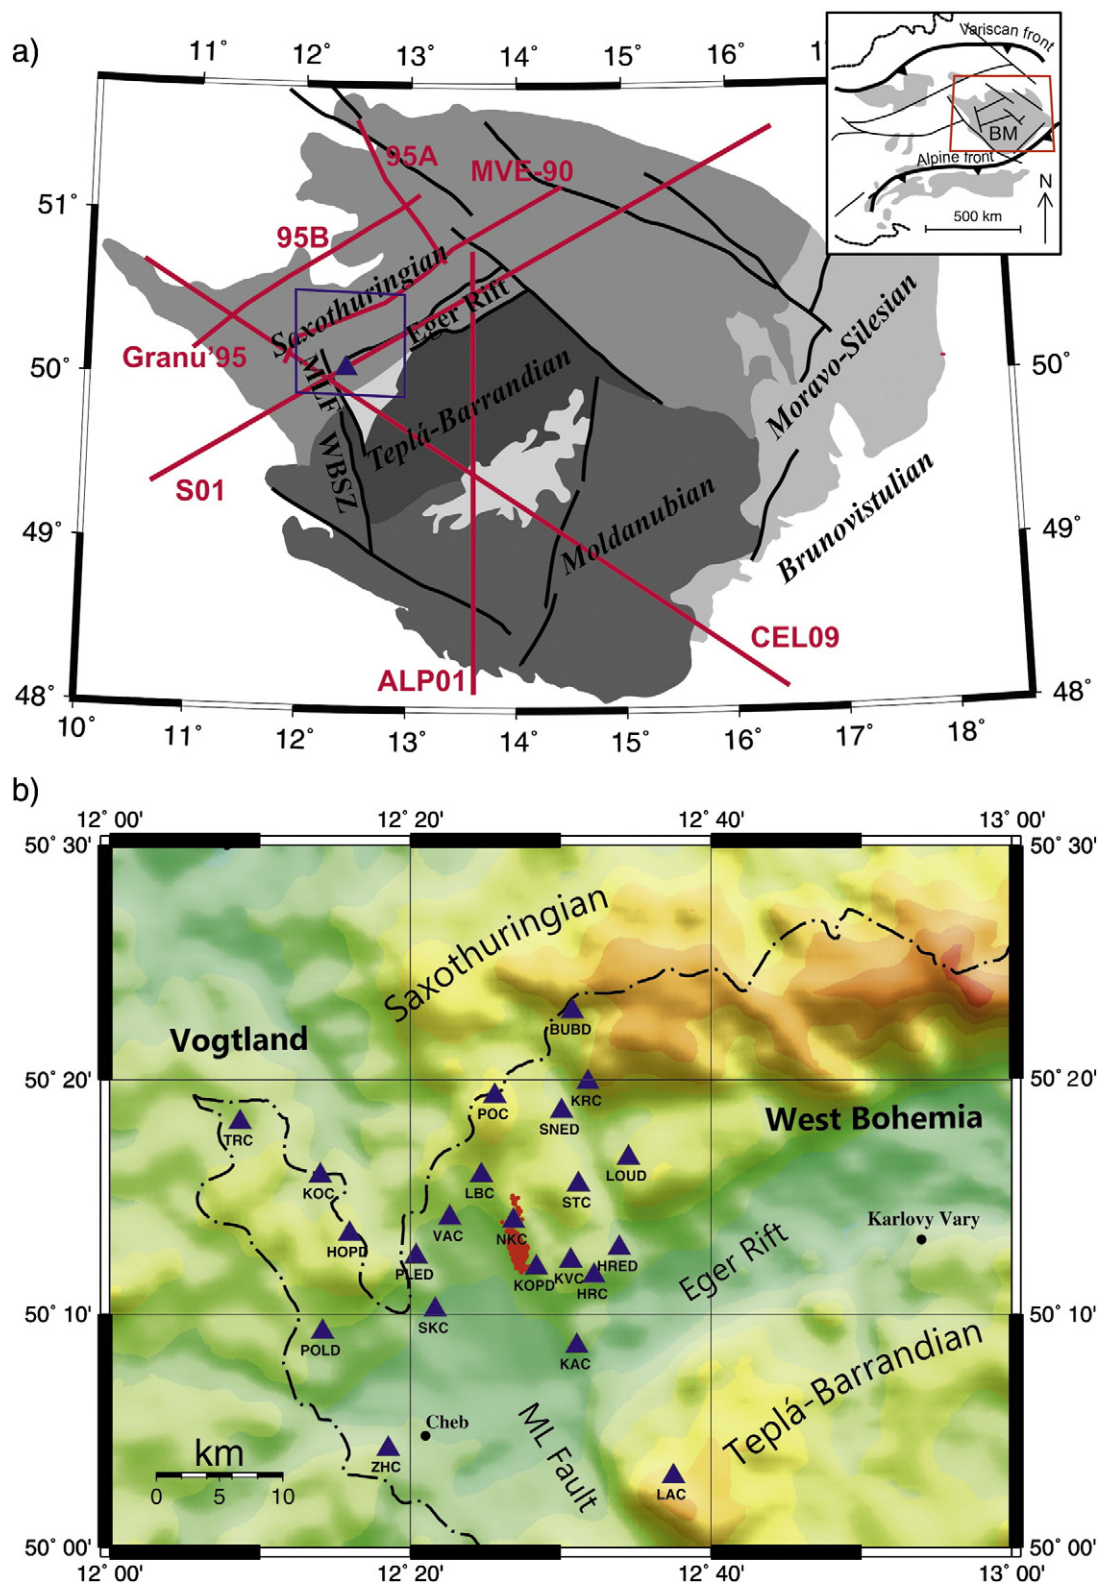 a)
11° 12° 13° 14° 15° 16° 1
Variscan front
BM
Alpine front
N
500 km
51°
50°
49°
48°
50°
49°
48°
95A
MVE-90
95B
Saxothuringian
Eger Rift
Granu'95
MLF
Teplá-Barrandian
Moravo-Silesian
S01
WBSZ
Moldanubian
Brunovistulian
CEL09
ALP01
10° 11° 12° 13° 14° 15° 16° 17° 18°
b)
12° 00' 12° 20' 12° 40' 13° 00'
50° 30' 50° 30'
Saxothuringian
Vogtland
BUBD
50° 20' 50° 20'
KRC
POC
SNED
West Bohemia
TRC
LOUD
KOC
LBC
STC
Karlovy Vary
VAC
NKC
HOPD
HRED
PLED
KOPD
KVC
HRC
Eger Rift
50° 10' 50° 10'
SKC
POLD
KAC
Teplá-Barrandian
Cheb
ML Fault
km
0 5 10
ZHC
LAC
50° 00' 50° 00'
12° 00' 12° 20' 12° 40' 13° 00'